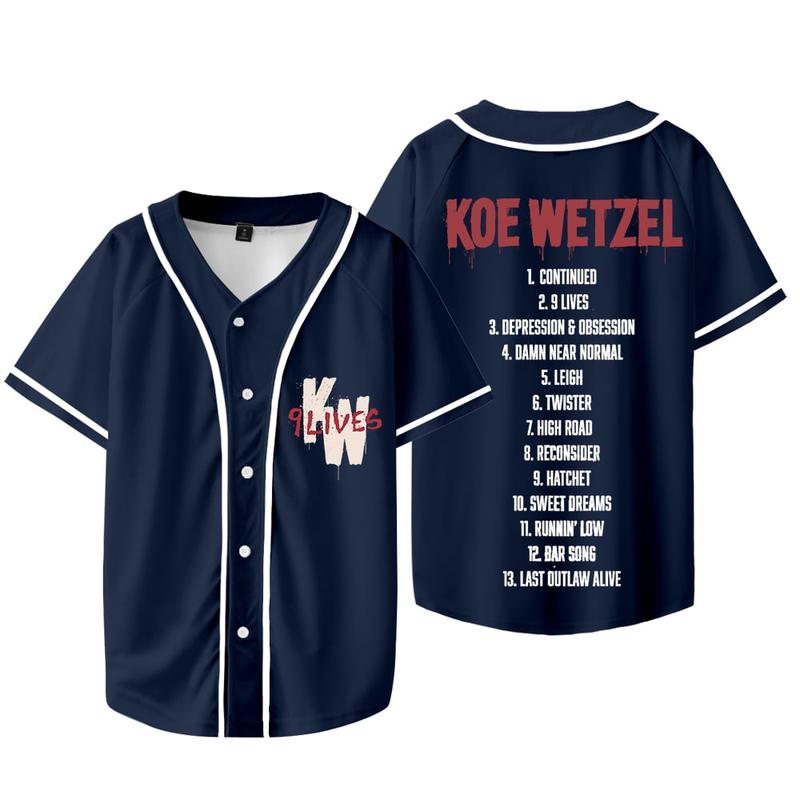 KW
9 LIVES
KOE WETZEL
1. CONTINUED
2. 9 LIVES
3. DEPRESSION & OBSESSION
4. DAMN NEAR NORMAL
5. LEIGH
6. TWISTER
7. HIGH ROAD
8. RECONSIDER
9. HATCHET
10. SWEET DREAMS
11. RUNNIN' LOW
12. BAR SONG
13. LAST OUTLAW ALIVE